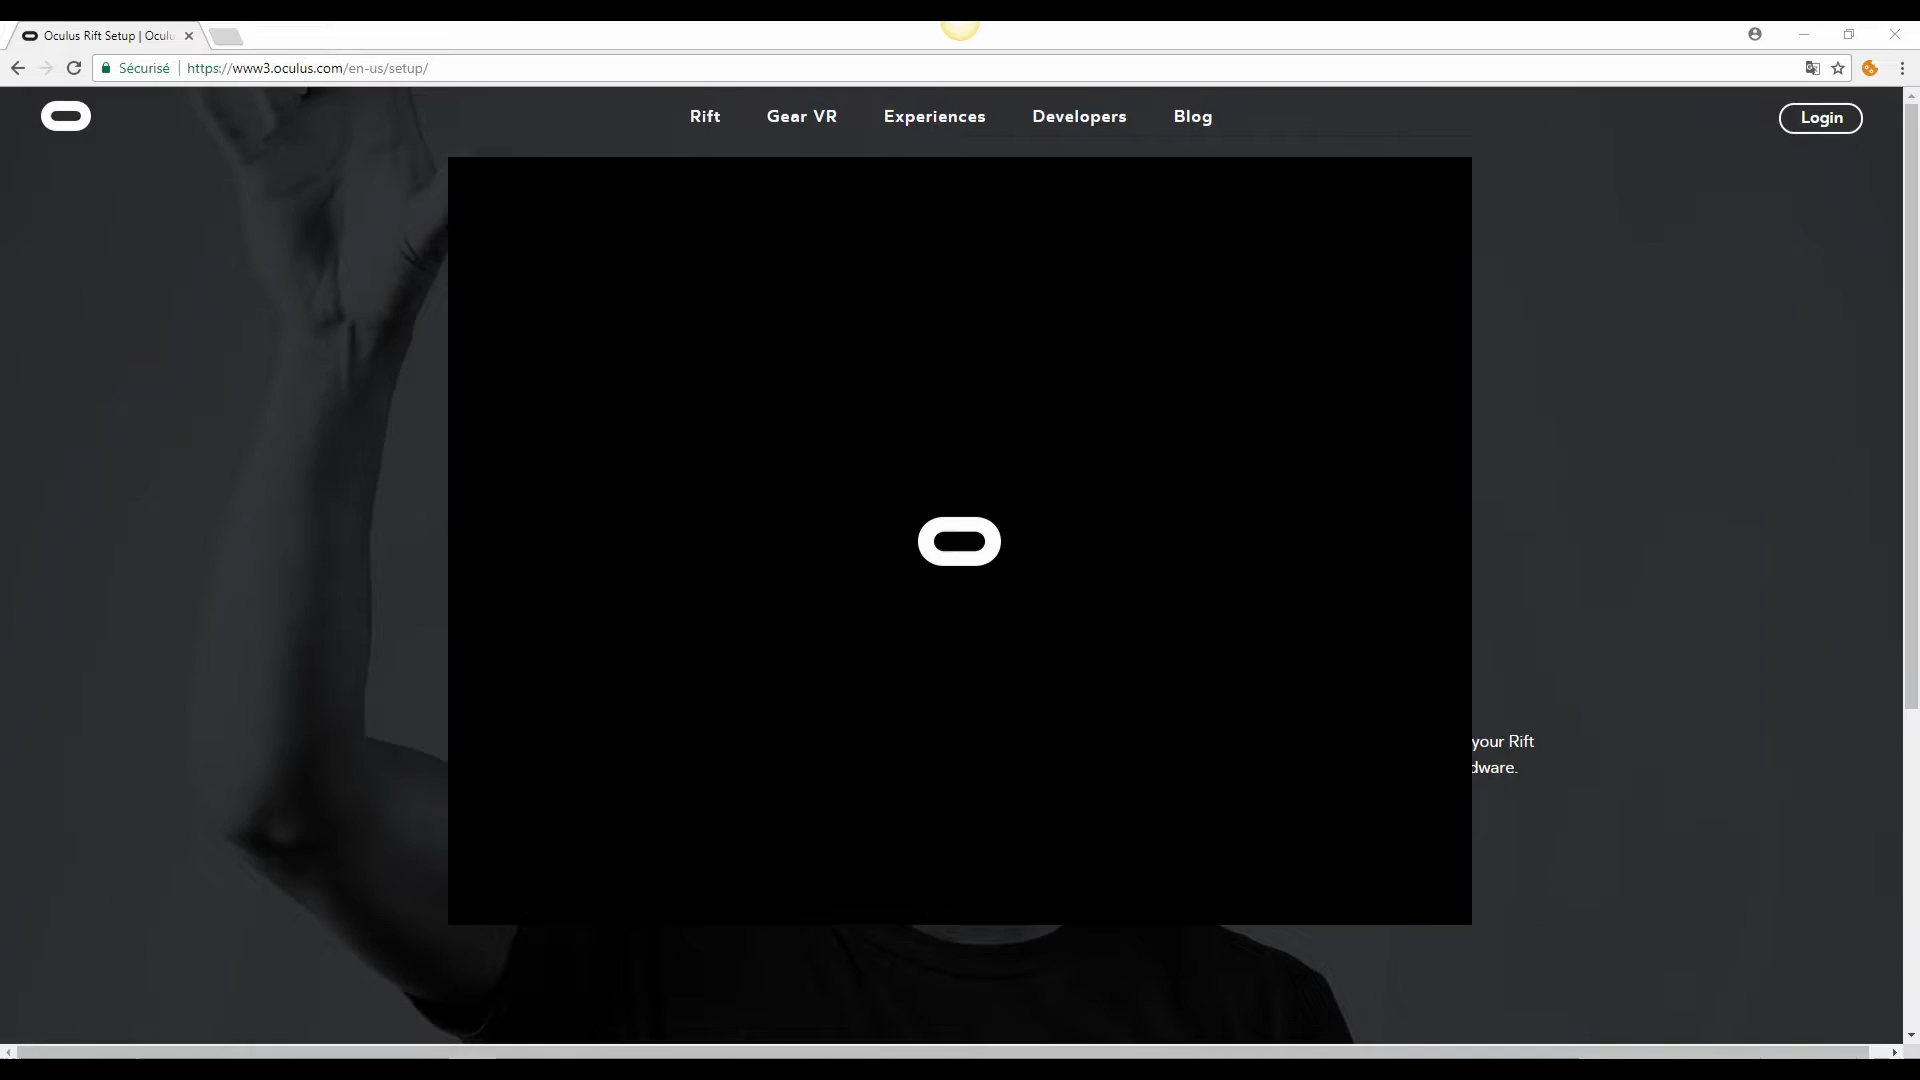 Oculus Rift Setup | Ocul
Sécurisé https://www3.oculus.com/en-us/setup/
Rift
Gear VR
Experiences
Developers
Blog
Login
your Rift
dware.